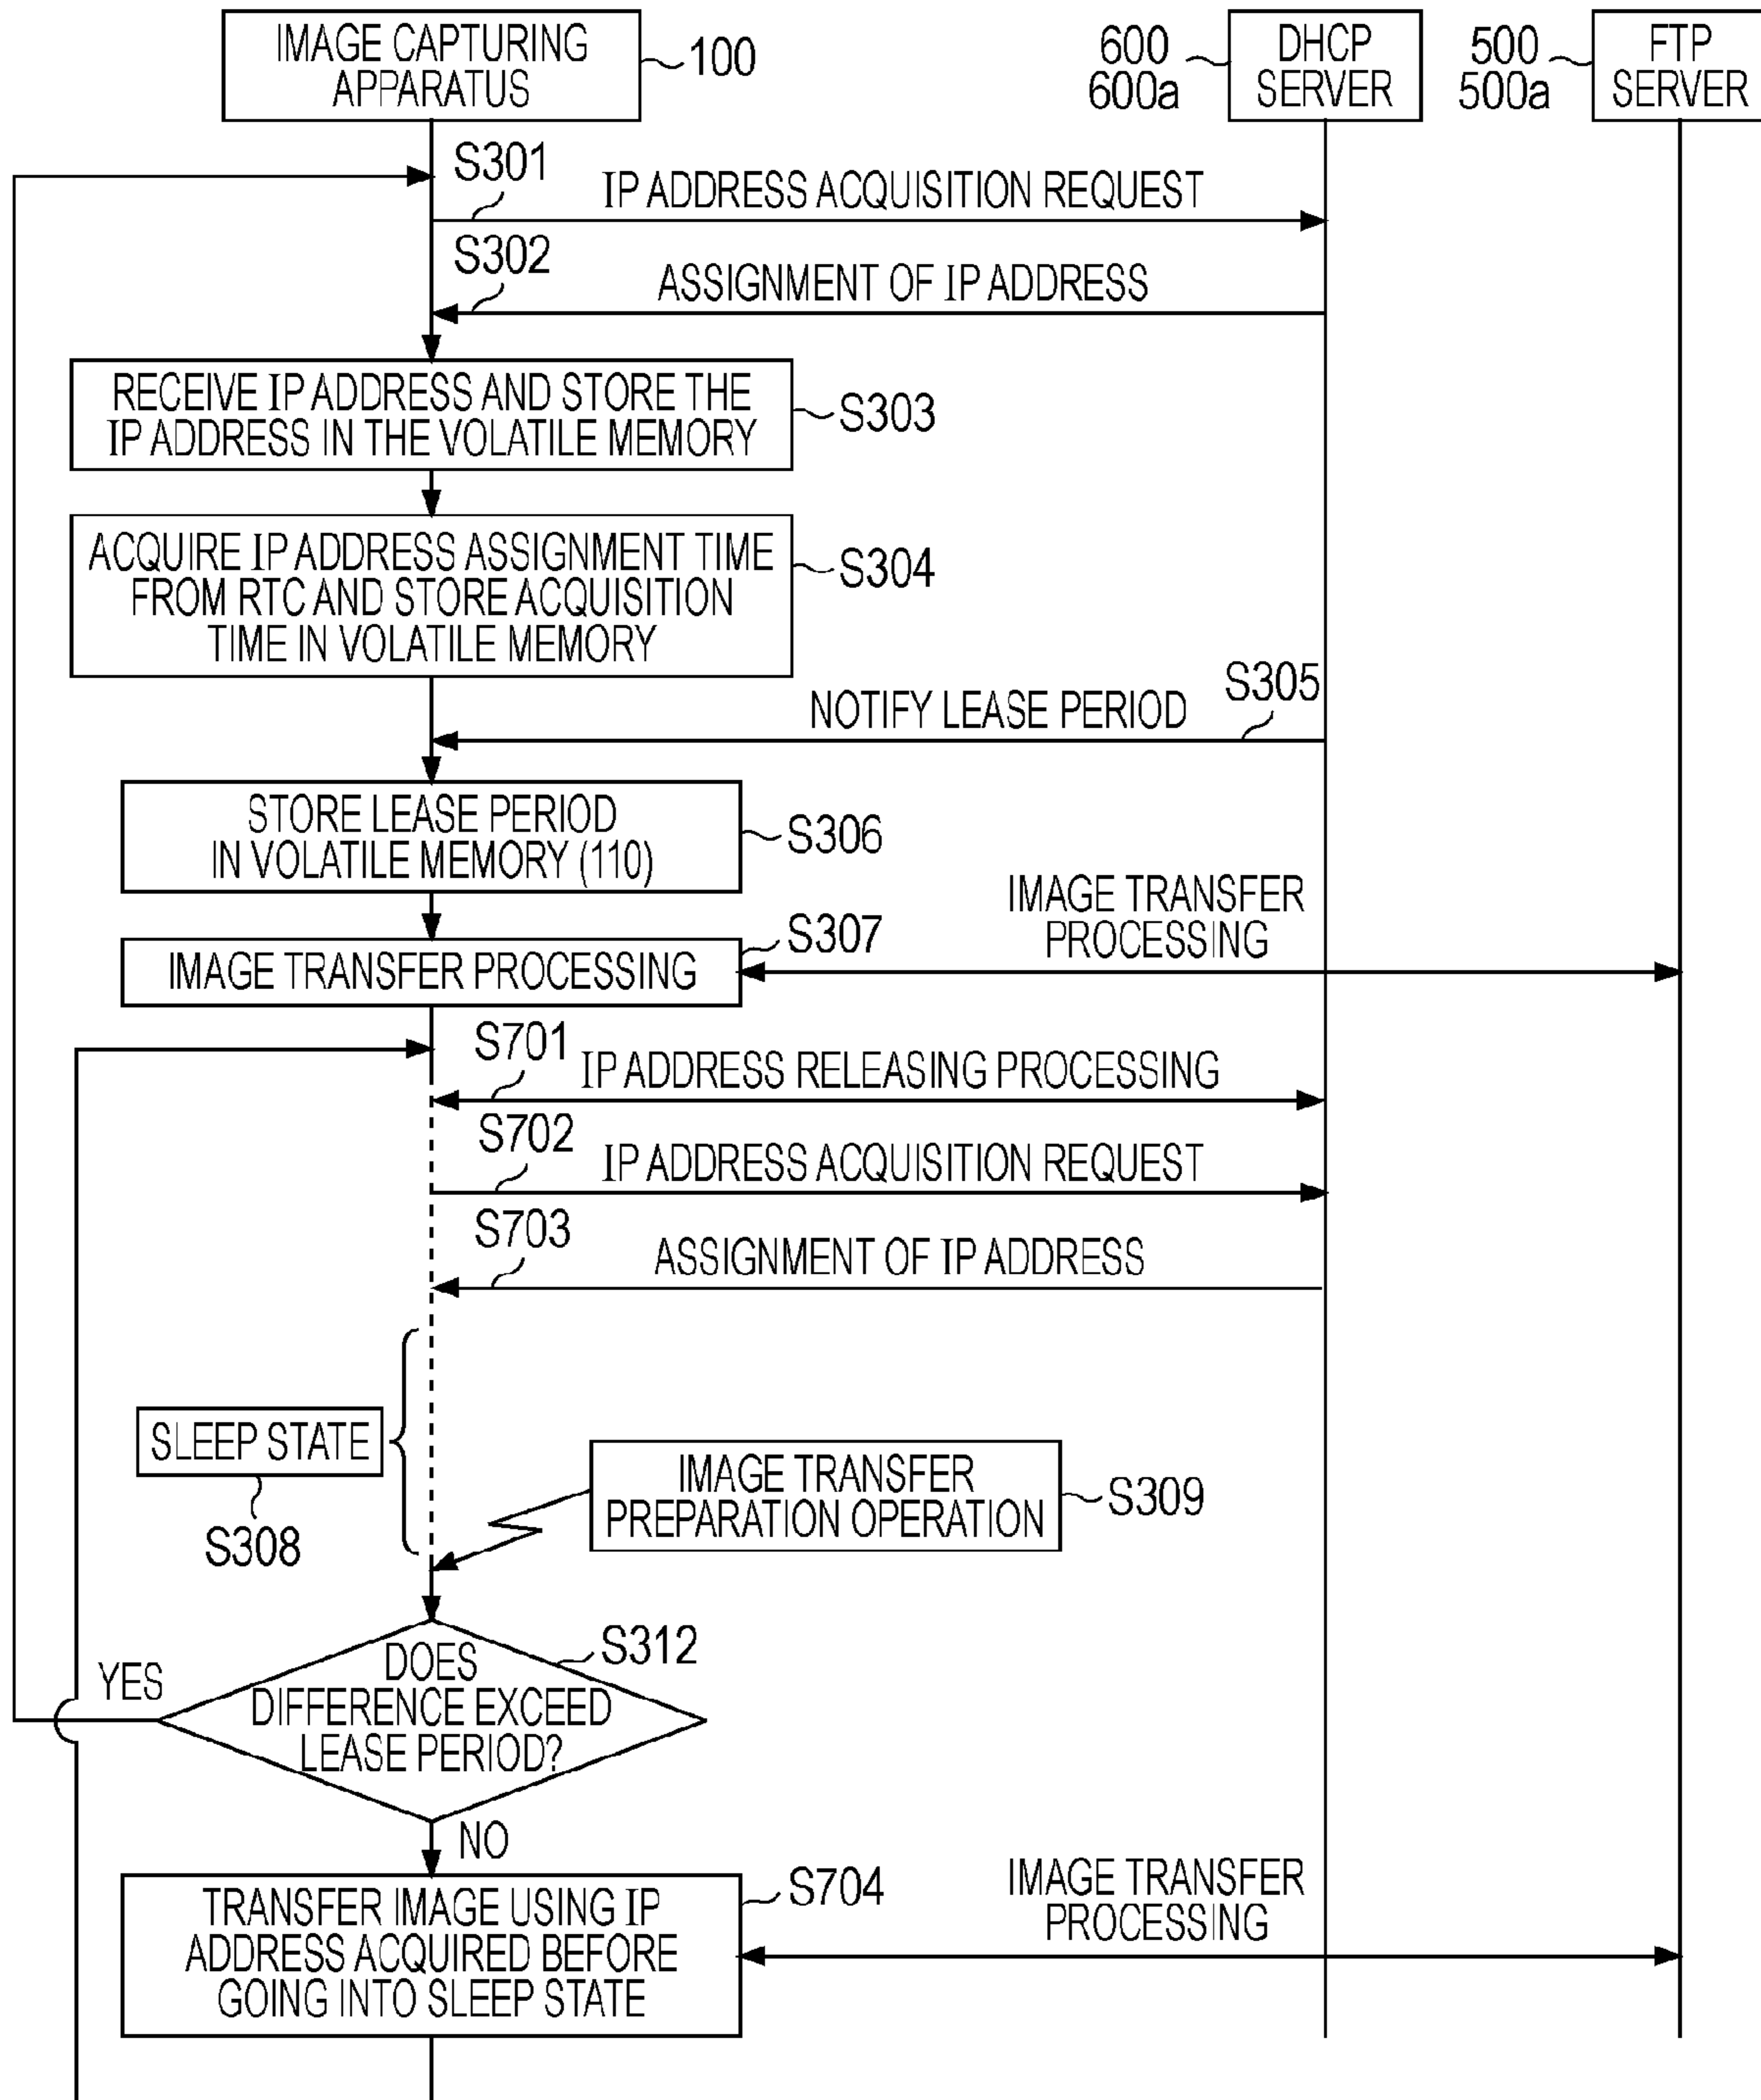 IMAGE CAPTURING
APPARATUS
100
600
600a
DHCP
SERVER
500
500a
FTP
SERVER
S301
IP ADDRESS ACQUISITION REQUEST
S302
ASSIGNMENT OF IP ADDRESS
RECEIVE IP ADDRESS AND STORE THE
IP ADDRESS IN THE VOLATILE MEMORY
S303
ACQUIRE IP ADDRESS ASSIGNMENT TIME
FROM RTC AND STORE ACQUISITION
TIME IN VOLATILE MEMORY
S304
S305
NOTIFY LEASE PERIOD
STORE LEASE PERIOD
IN VOLATILE MEMORY (110)
S306
IMAGE TRANSFER PROCESSING
S307
IMAGE TRANSFER
PROCESSING
S701
IP ADDRESS RELEASING PROCESSING
S702
IP ADDRESS ACQUISITION REQUEST
S703
ASSIGNMENT OF IP ADDRESS
SLEEP STATE
S308
IMAGE TRANSFER
PREPARATION OPERATION
S309
S312
DOES
DIFFERENCE EXCEED
LEASE PERIOD?
YES
NO
TRANSFER IMAGE USING IP
ADDRESS ACQUIRED BEFORE
GOING INTO SLEEP STATE
S704
IMAGE TRANSFER
PROCESSING